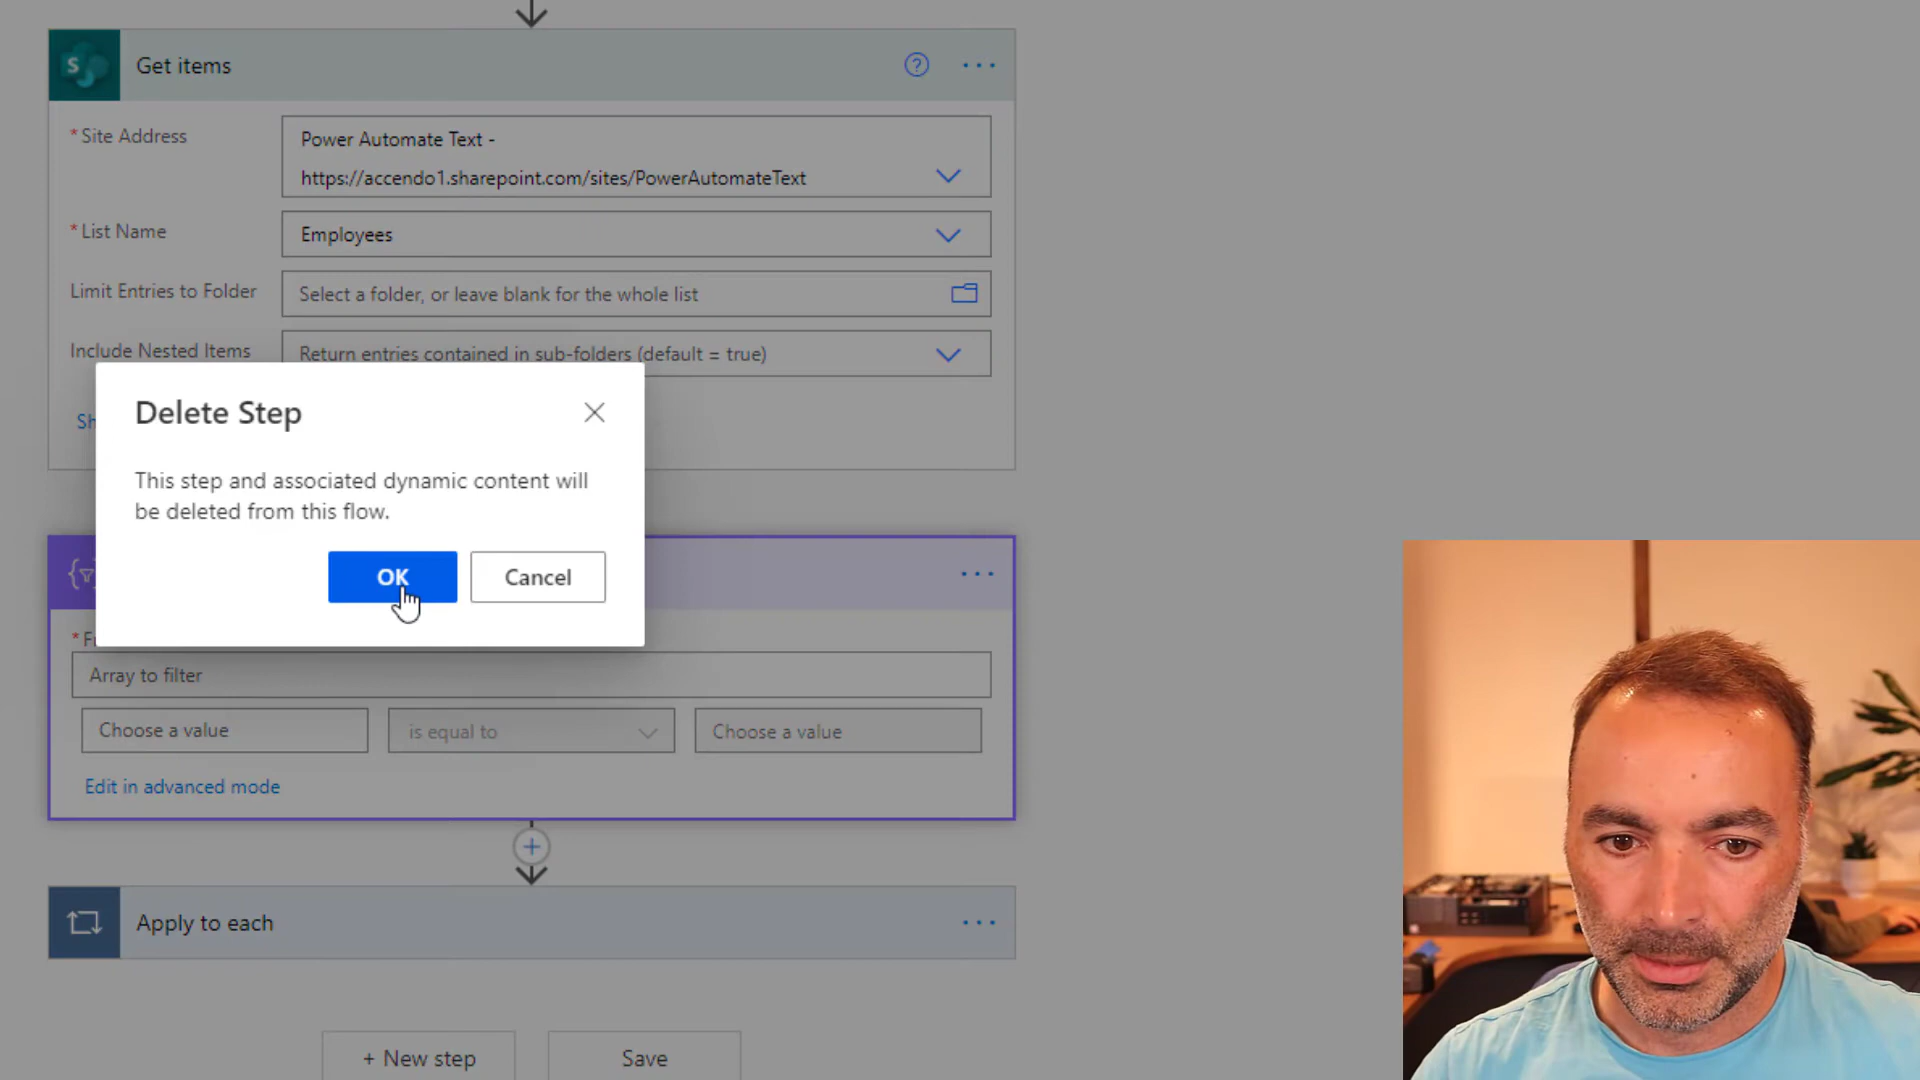 Get items
* Site Address
Power Automate Text -
https://accendo1.sharepoint.com/sites/PowerAutomateText
* List Name
Employees
Limit Entries to Folder
Select a folder, or leave blank for the whole list
Include Nested Items
Return entries contained in sub-folders (default = true)
Delete Step
This step and associated dynamic content will
be deleted from this flow.
OK
Cancel
Array to filter
Choose a value
is equal to
Choose a value
Edit in advanced mode
Apply to each
+ New step
Save